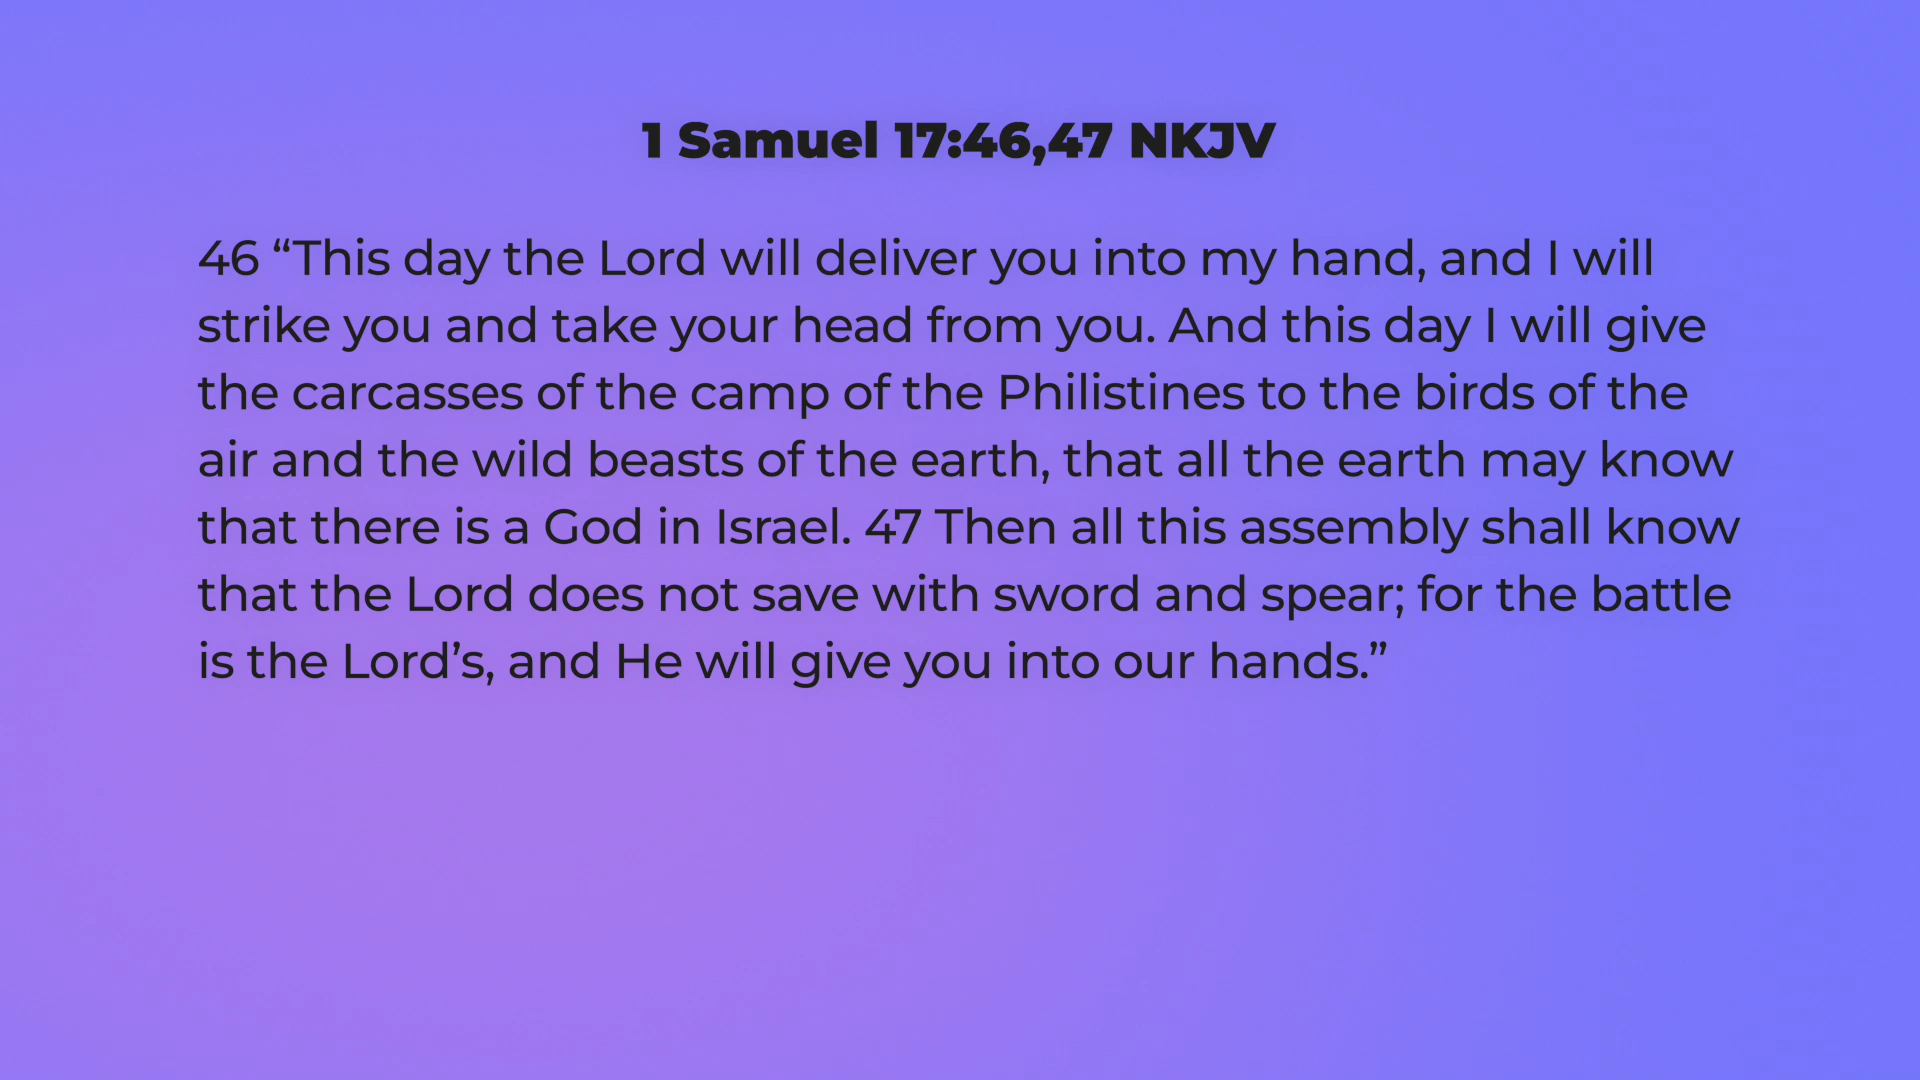 1 Samuel 17:46,47 NKJV
46 “This day the Lord will deliver you into my hand, and I will
strike you and take your head from you. And this day I will give
the carcasses of the camp of the Philistines to the birds of the
air and the wild beasts of the earth, that all the earth may know
that there is a God in Israel. 47 Then all this assembly shall know
that the Lord does not save with sword and spear; for the battle
is the Lord’s, and He will give you into our hands.”